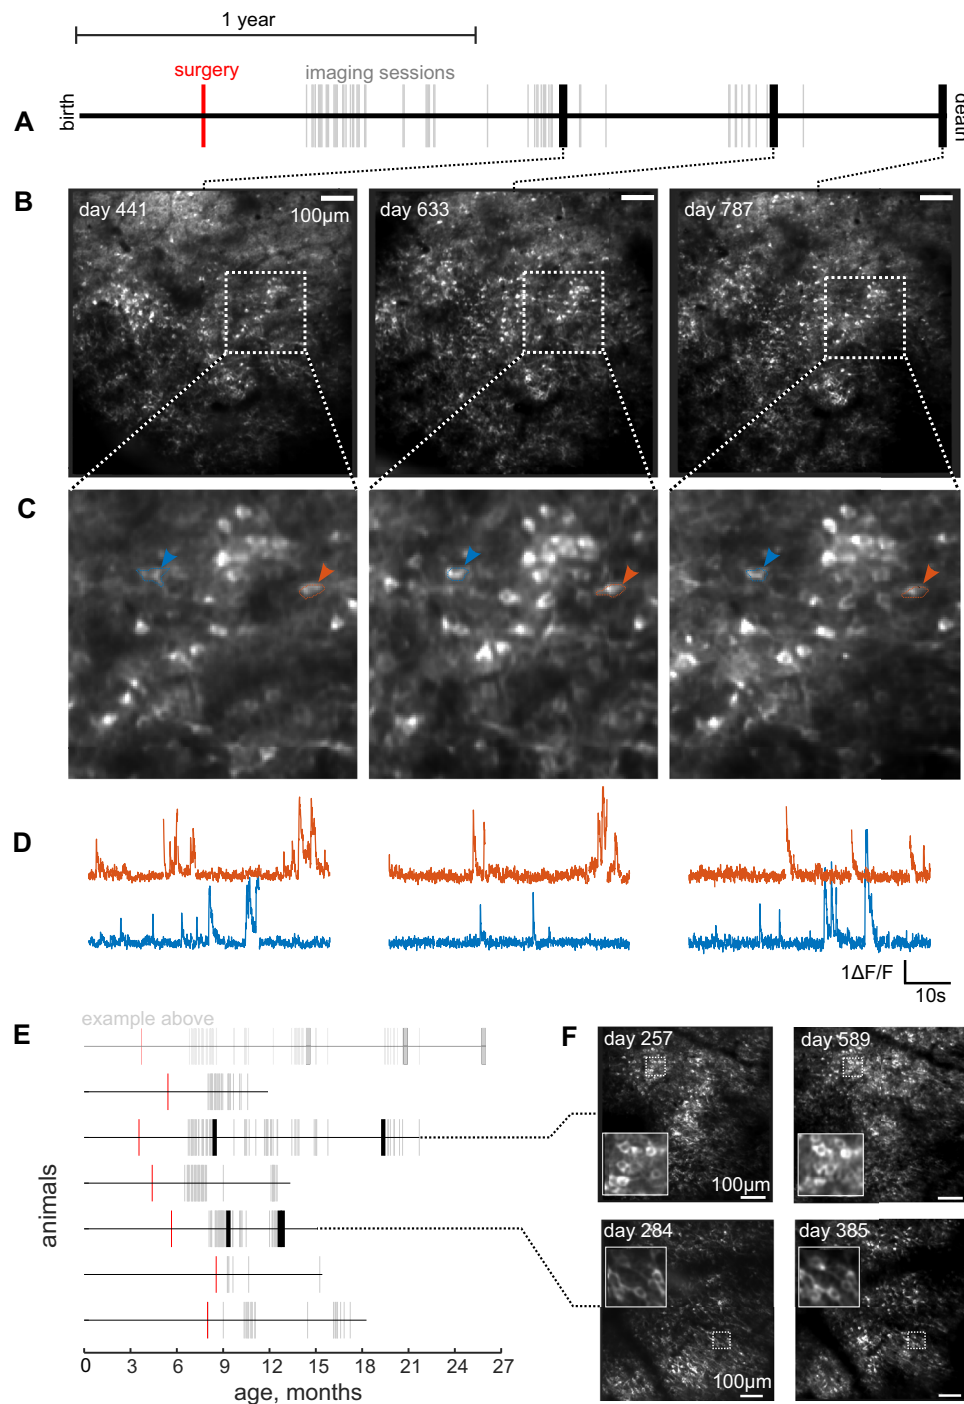 1 year
surgery
imaging sessions
A
birth
death
B
day 441
100µm
day 633
day 787
C
D
1ΔF/F
10s
E
example above
animals
0 3 6 9 12 15 18 21 24 27
age, months
F
day 257
100µm
day 589
day 284
100µm
day 385